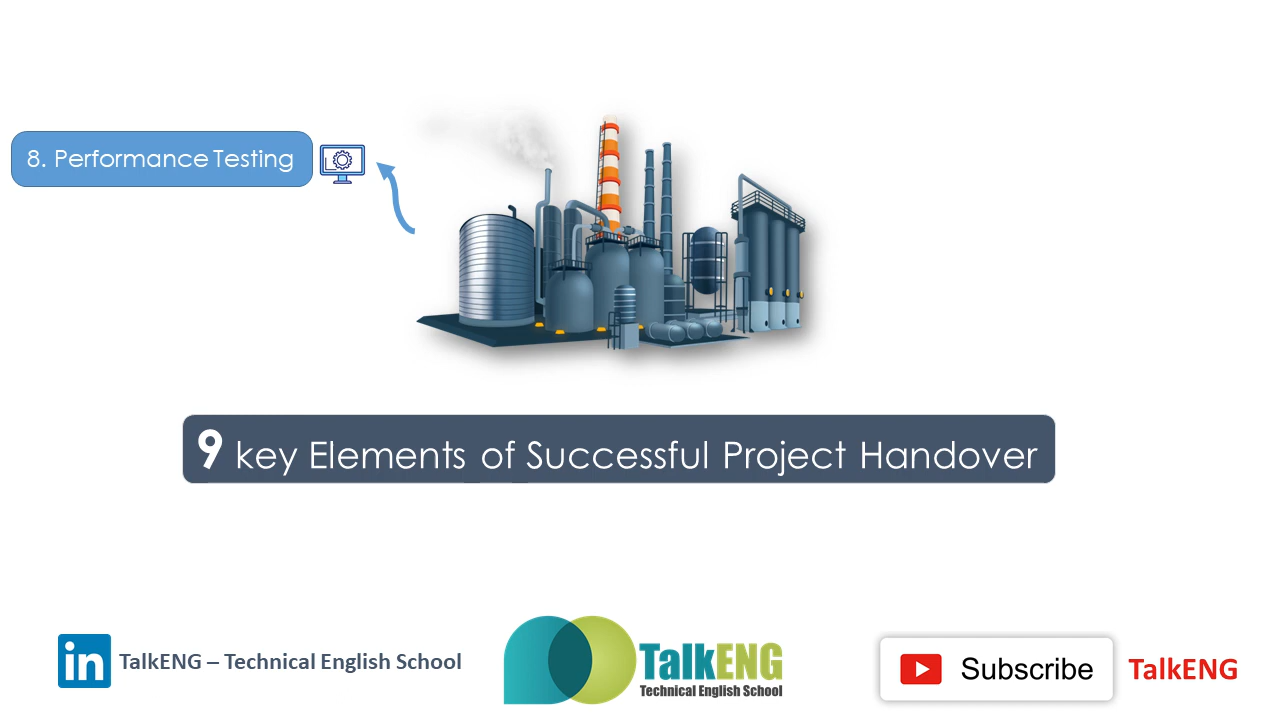 8. Performance Testing
9 key Elements of Successful Project Handover
in TalkENG – Technical English School
TalkENG
Technical English School
Subscribe
TalkENG